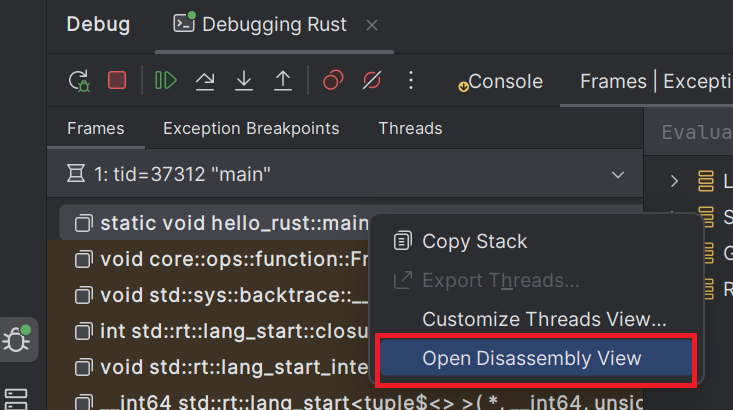 Debug
Debugging Rust
Console
Frames | Excepti
Frames
Exception Breakpoints
Threads
Evalua
1: tid=37312 "main"
L
static void hello_rust::main
S
Copy Stack
void core::ops::function::Fr
G
Export Threads...
void std::sys::backtrace::__
R
Customize Threads View...
int std::rt::lang_start::closu
Open Disassembly View
void std::rt::lang_start_inte
__int64 std::rt::lang_start<tuple$<> >( *, __int64, unsig